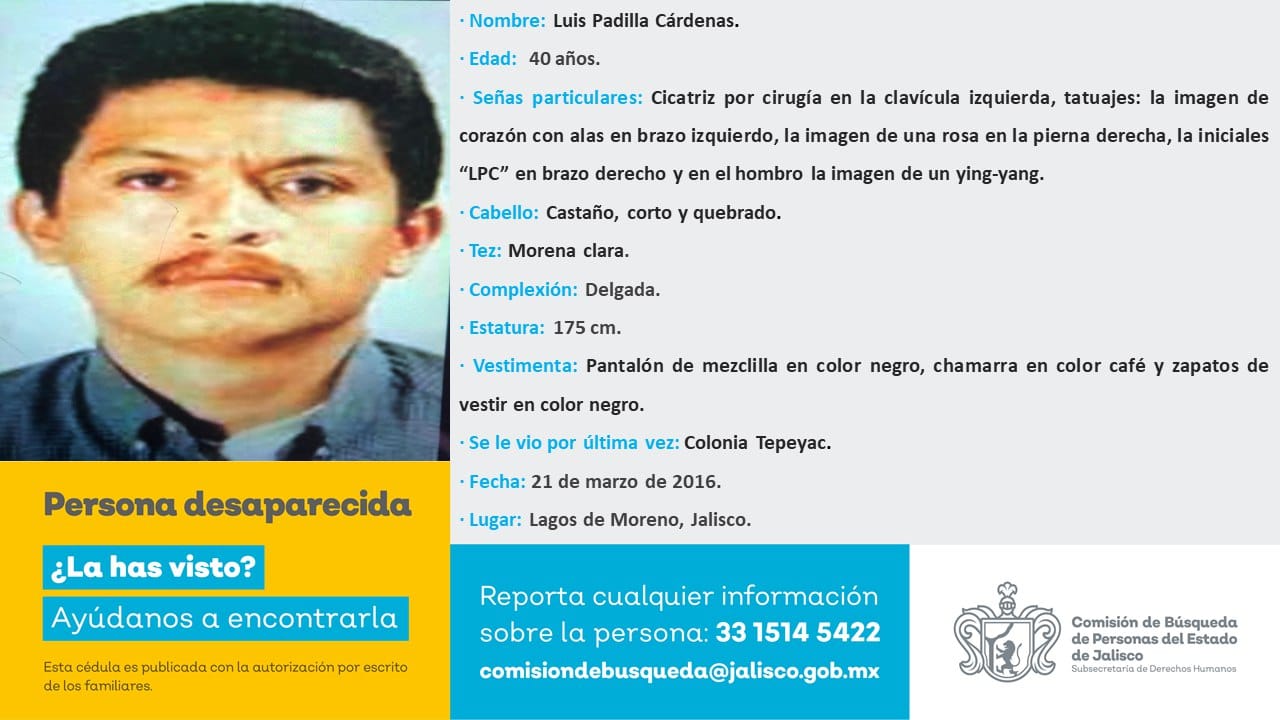 · Nombre: Luis Padilla Cárdenas.
· Edad: 40 años.
· Señas particulares: Cicatriz por cirugía en la clavícula izquierda, tatuajes: la imagen de
corazón con alas en brazo izquierdo, la imagen de una rosa en la pierna derecha, la iniciales
“LPC” en brazo derecho y en el hombro la imagen de un ying-yang.
· Cabello: Castaño, corto y quebrado.
· Tez: Morena clara.
· Complexión: Delgada.
· Estatura: 175 cm.
· Vestimenta: Pantalón de mezclilla en color negro, chamarra en color café y zapatos de
vestir en color negro.
· Se le vio por última vez: Colonia Tepeyac.
· Fecha: 21 de marzo de 2016.
· Lugar: Lagos de Moreno, Jalisco.
Persona desaparecida
¿La has visto?
Ayúdanos a encontrarla
Esta cédula es publicada con la autorización por escrito
de los familiares.
Reporta cualquier información
sobre la persona: 33 1514 5422
comisiondebusqueda@jalisco.gob.mx
Comisión de Búsqueda
de Personas del Estado
de Jalisco
Subsecretaría de Derechos Humanos